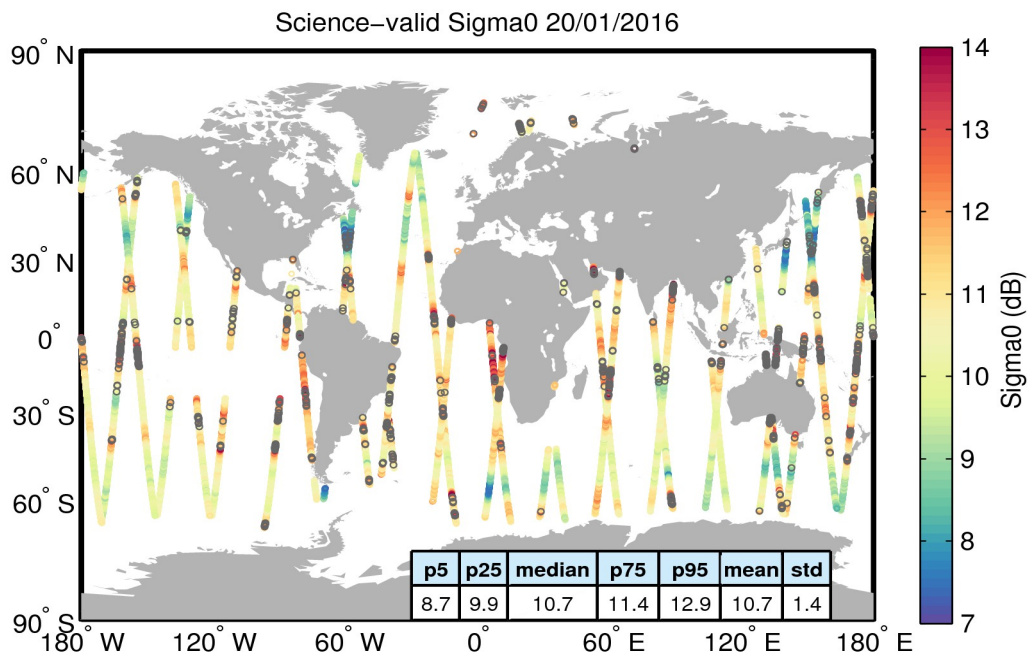 Science−valid Sigma0 20/01/2016
90° N
60° N
30° N
0°
30° S
60° S
90° S
180° W
120° W
60° W
0°
60° E
120° E
180° E
14
13
12
11
10
9
8
7
Sigma0 (dB)
p5 p25 median p75 p95 mean std
8.7 9.9 10.7 11.4 12.9 10.7 1.4